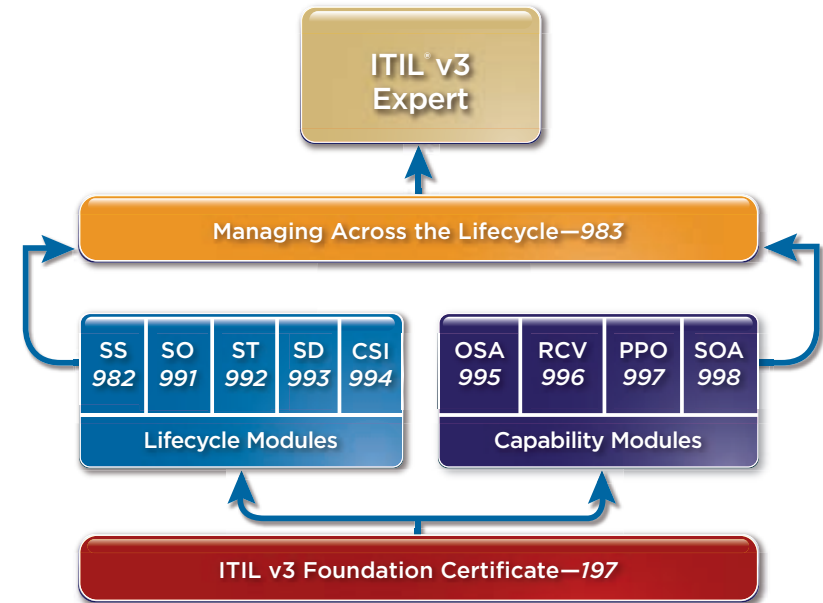 ITIL® v3
Expert
Managing Across the Lifecycle—983
SS SO ST SD CSI
982 991 992 993 994
Lifecycle Modules
OSA RCV PPO SOA
995 996 997 998
Capability Modules
ITIL v3 Foundation Certificate—197